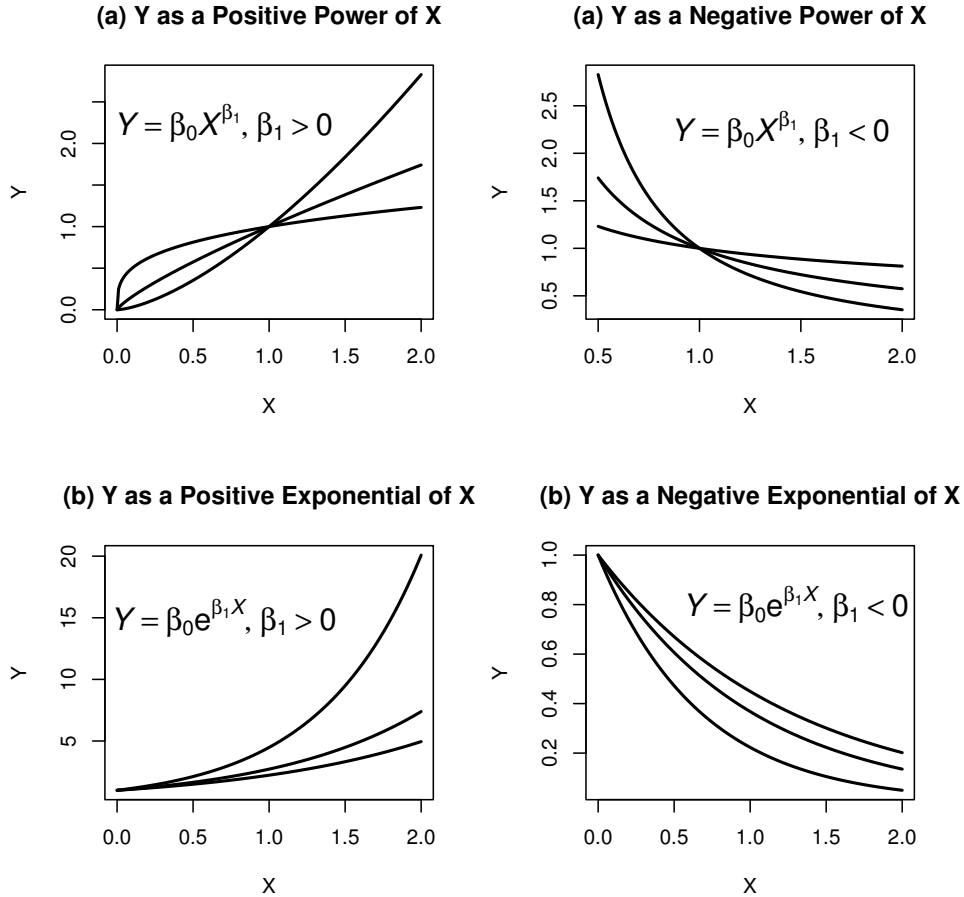 (a) Y as a Positive Power of X
Y = β₀X^β₁, β₁ > 0
Y
0.0 1.0 2.0
0.0 0.5 1.0 1.5 2.0
X
(a) Y as a Negative Power of X
Y = β₀X^β₁, β₁ < 0
Y
0.5 1.0 1.5 2.0 2.5
0.5 1.0 1.5 2.0
X
(b) Y as a Positive Exponential of X
Y = β₀e^β₁X, β₁ > 0
Y
5 10 15 20
0.0 0.5 1.0 1.5 2.0
X
(b) Y as a Negative Exponential of X
Y = β₀e^β₁X, β₁ < 0
Y
0.2 0.4 0.6 0.8 1.0
0.0 0.5 1.0 1.5 2.0
X